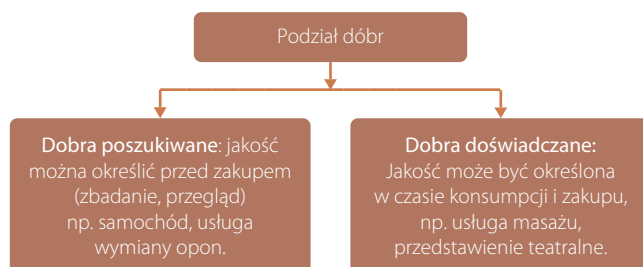 Podział dóbr
Dobra poszukiwane: jakość
można określić przed zakupem
(zbadanie, przegląd)
np. samochód, usługa
wymiany opon.
Dobra doświadczane:
Jakość może być określona
w czasie konsumpcji i zakupu,
np. usługa masażu,
przedstawienie teatralne.